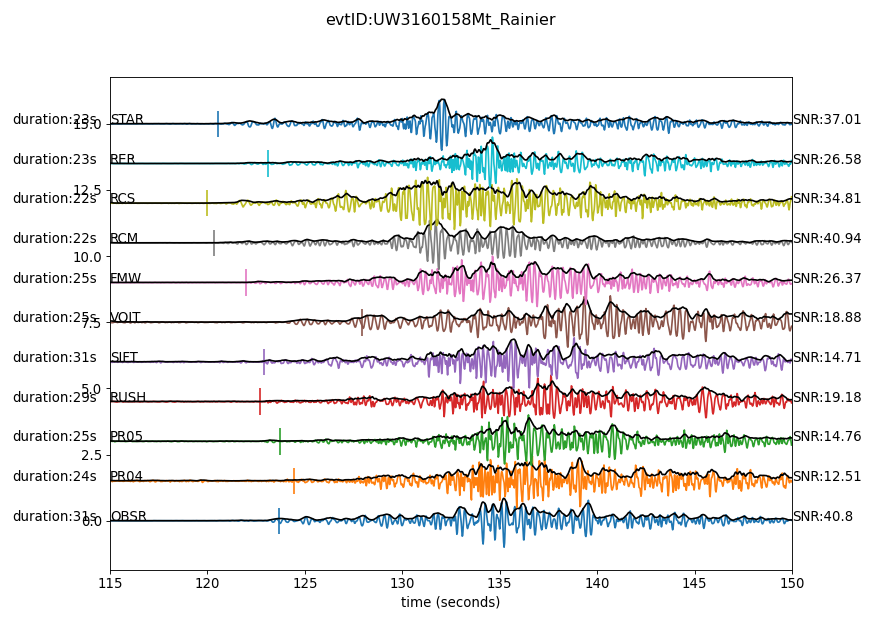 evtID:UW3160158Mt_Rainier
duration:23s 15.0 STAR SNR:37.01
duration:23s RER SNR:26.58
12.5
duration:22s RCS SNR:34.81
duration:22s RCM SNR:40.94
10.0
duration:25s FMW SNR:26.37
duration:25s 7.5 VOIT SNR:18.88
duration:31s SIFT SNR:14.71
5.0
duration:29s RUSH SNR:19.18
duration:25s PR05 SNR:14.76
2.5
duration:24s PR04 SNR:12.51
duration:31s 0.0 OBSR SNR:40.8
115 120 125 130 135 140 145 150
time (seconds)